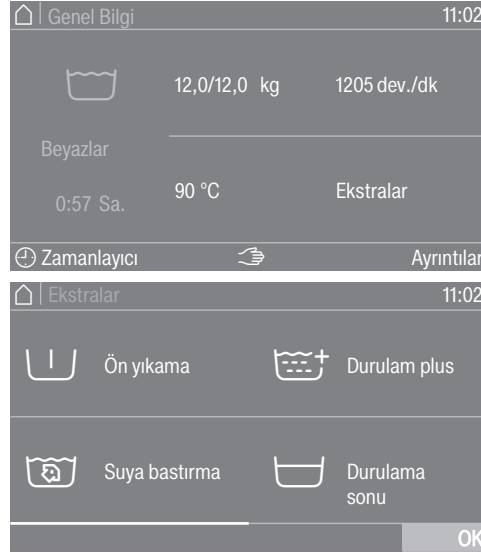 Genel Bilgi 11:02
12,0/12,0 kg 1205 dev./dk
Beyazlar
90 °C Ekstralar
0:57 Sa.
Zamanlayıcı Ayrıntılar
Ekstralar 11:02
Ön yıkama Durulam plus
Suya bastırma Durulama
sonu
OK